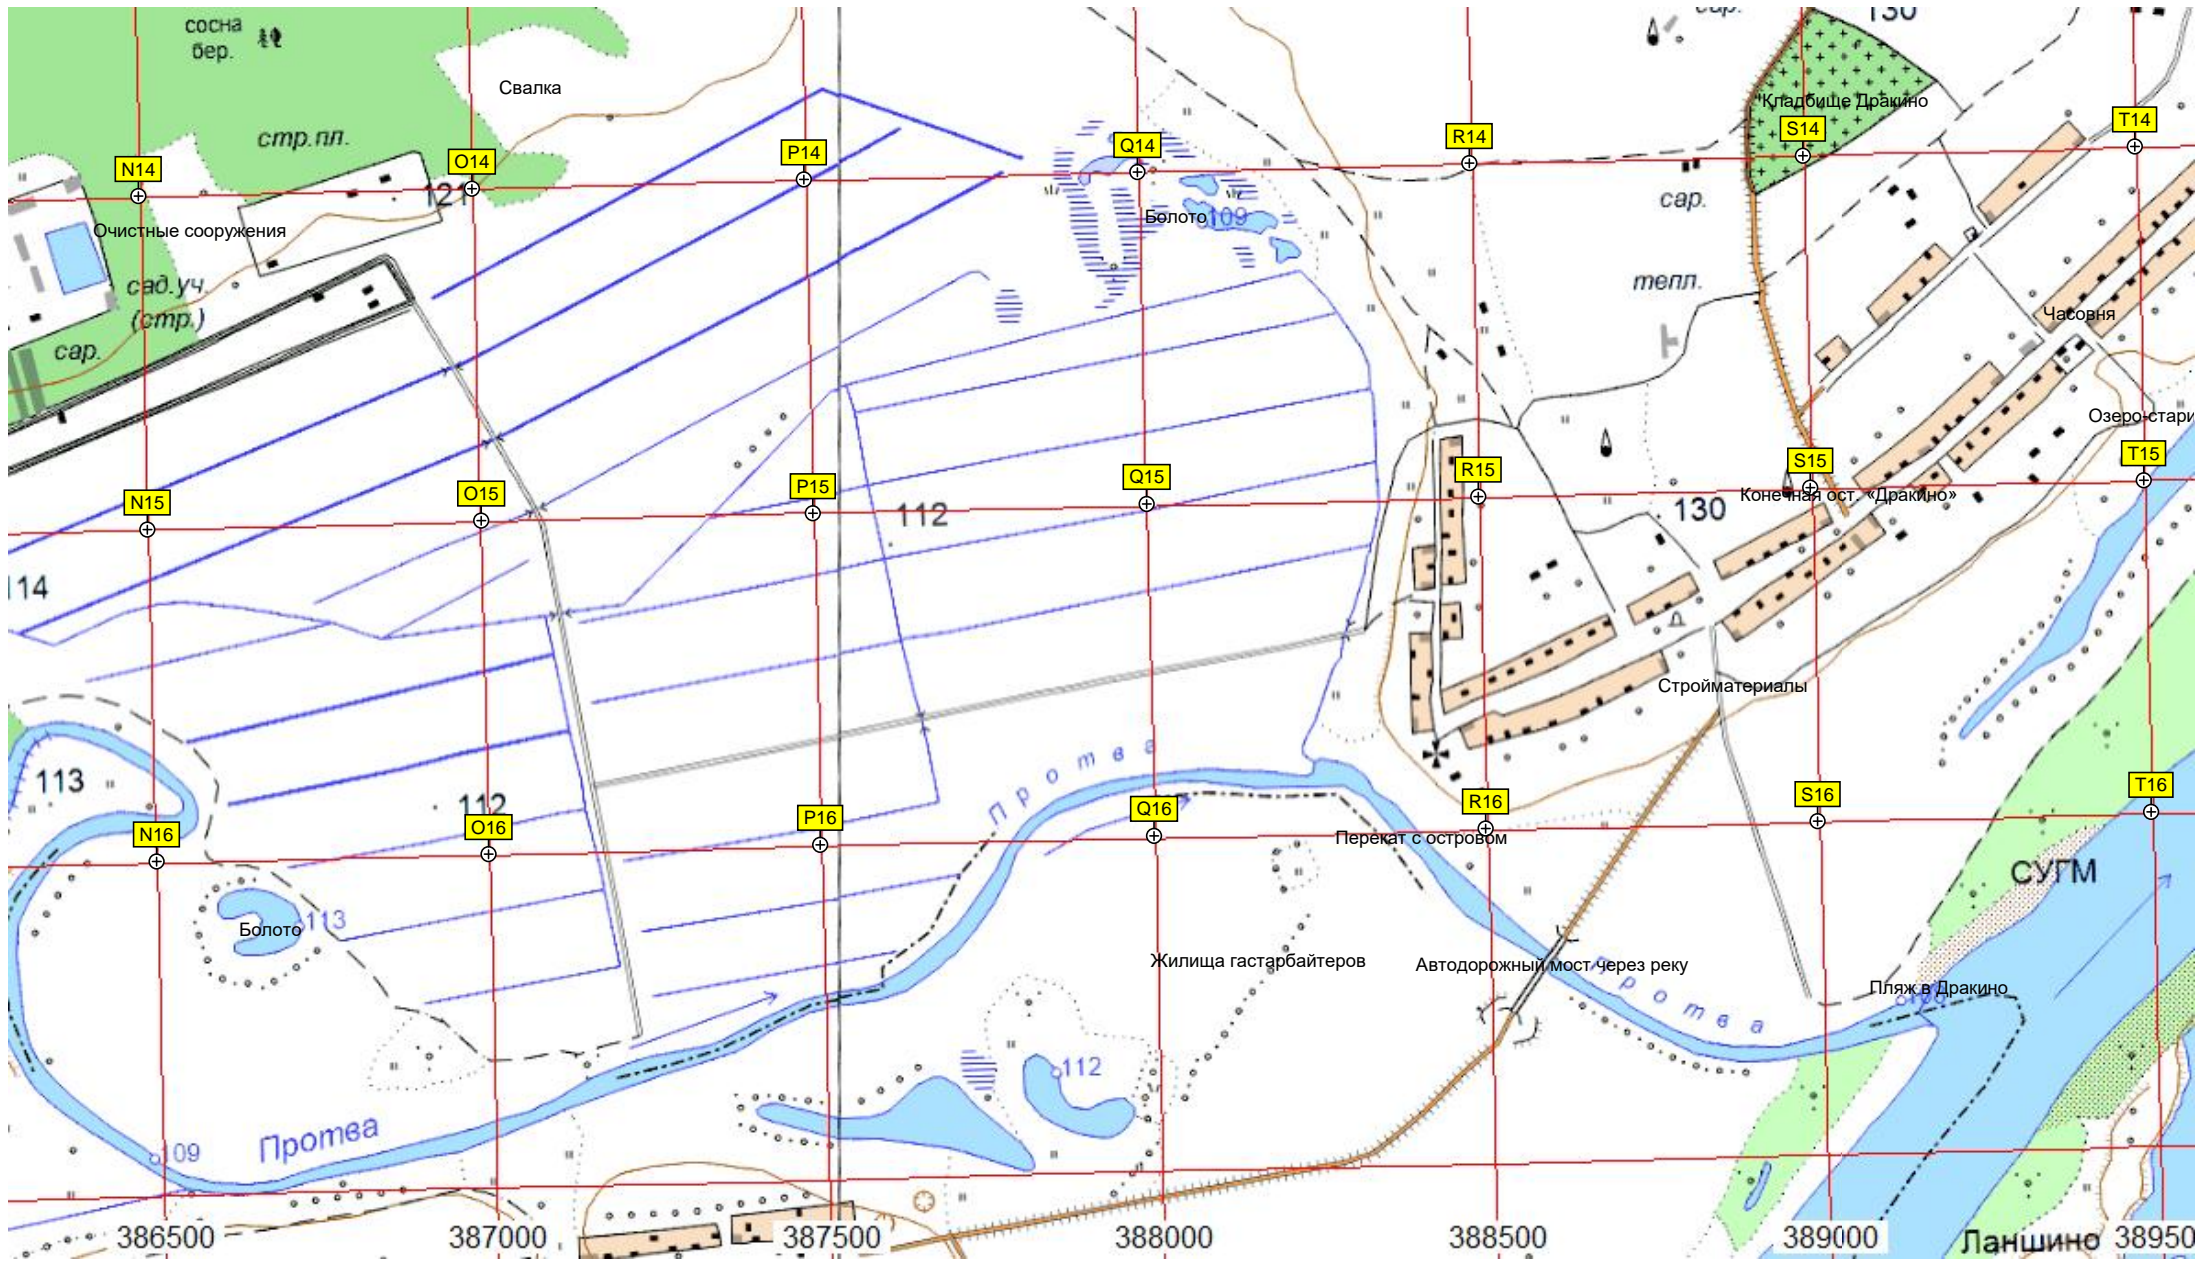 сосна
бер.
Свалка
сар.
130
Кладбище Дракино
стр.пл.
N14
O14
P14
Q14
R14
S14
T14
121
Очистные сооружения
Болото
109
сар.
сад.уч.
(стр.)
тепл.
сар.
Часовня
Озеро-стари
N15
O15
P15
Q15
R15
S15
T15
112
130
Конечная ост. «Дракино»
114
Стройматериалы
113
112
Протва
N16
O16
P16
Q16
R16
S16
T16
Перекат с островом
СУГМ
Болото
113
Жилища гастарбайтеров
Автодорожный мост через реку
Протва
Пляж в Дракино
112
Протва
109
386500
387000
387500
388000
388500
389000
Ланшино
38950